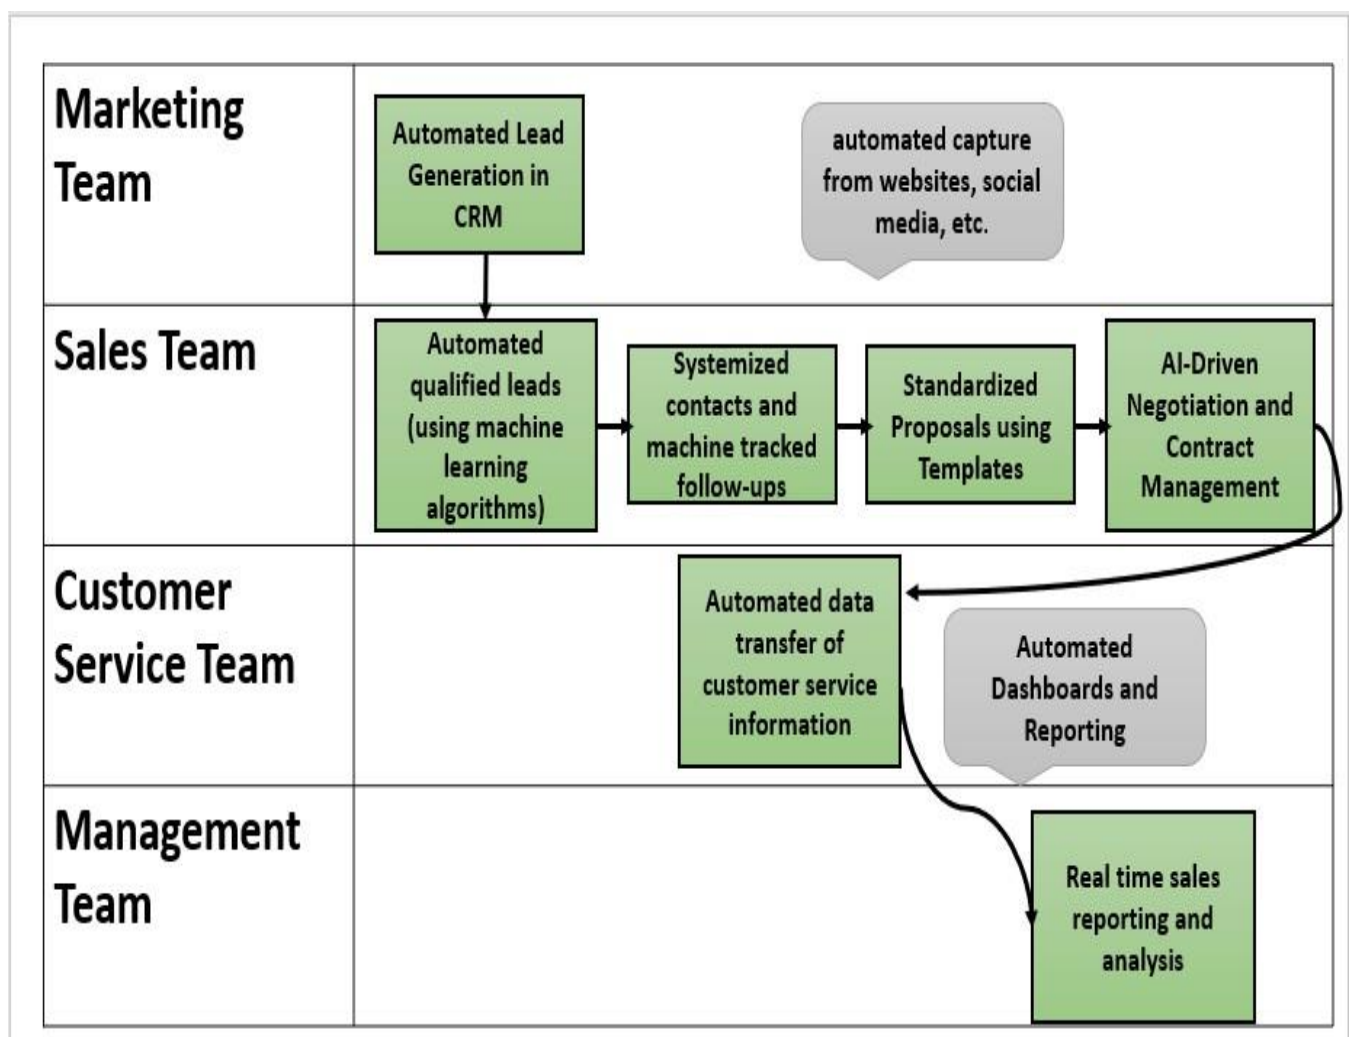 Marketing
Team
Automated Lead
Generation in
CRM
automated capture
from websites, social
media, etc.
Sales Team
Automated
qualified leads
(using machine
learning
algorithms)
Systemized
contacts and
machine tracked
follow-ups
Standardized
Proposals using
Templates
AI-Driven
Negotiation and
Contract
Management
Customer
Service Team
Automated data
transfer of
customer service
information
Automated
Dashboards and
Reporting
Management
Team
Real time sales
reporting and
analysis